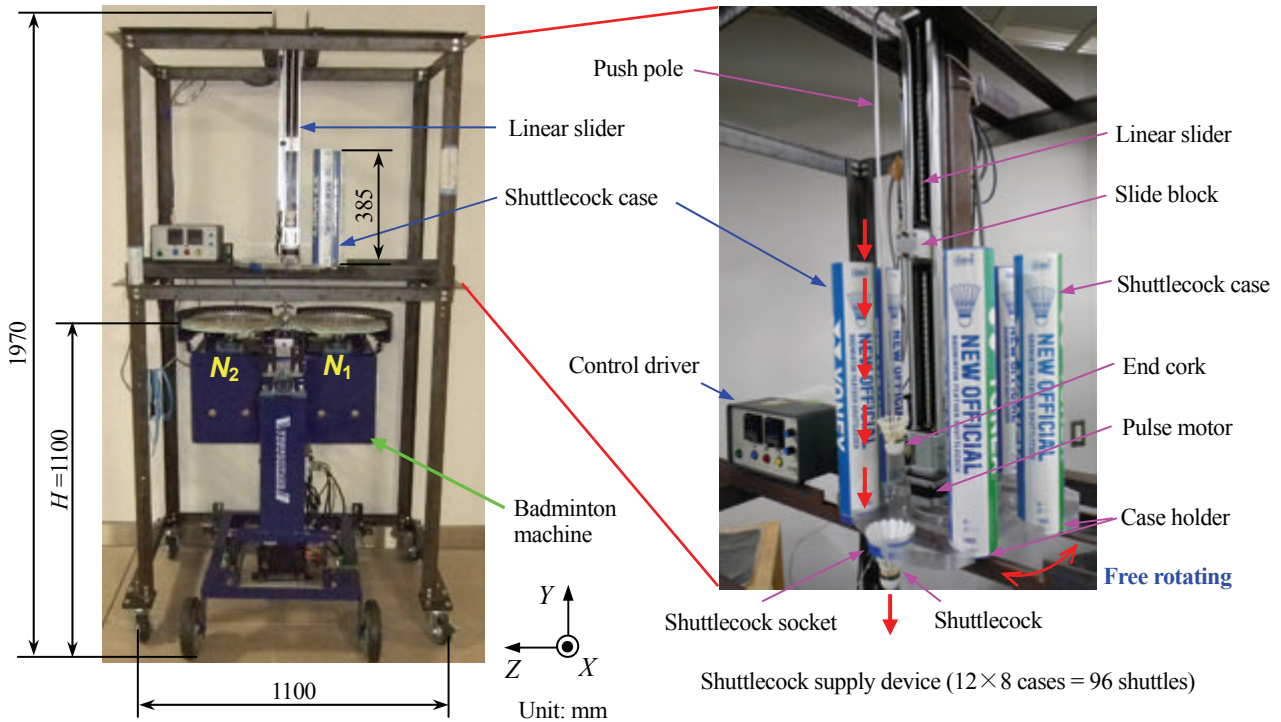 1970
H =1100
N2
N1
1100
385
Linear slider
Shuttlecock case
Badminton
machine
Y
Z
X
Unit: mm
Push pole
Control driver
Linear slider
Slide block
Shuttlecock case
End cork
Pulse motor
Case holder
Free rotating
NEW OFFICIAL
NEW OFFICIAL
Shuttlecock socket
Shuttlecock
Shuttlecock supply device (12×8 cases = 96 shuttles)